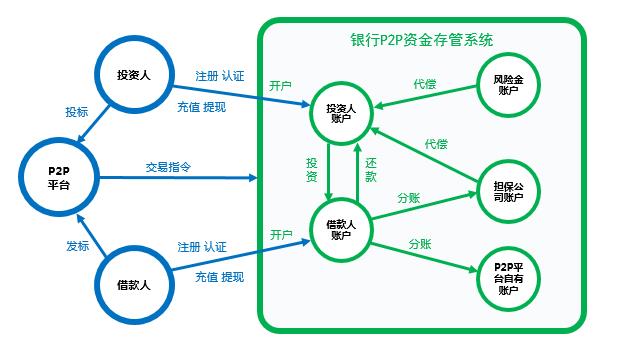 银行P2P资金存管系统
投资人
注册 认证
开户
充值 提现
投标
P2P
平台
交易指令
发标
借款人
注册 认证
开户
充值 提现
投资人
账户
代偿
风险金
账户
代偿
投
资
还
款
担保公
司账户
借款人
账户
分账
分账
P2P平
台自有
账户